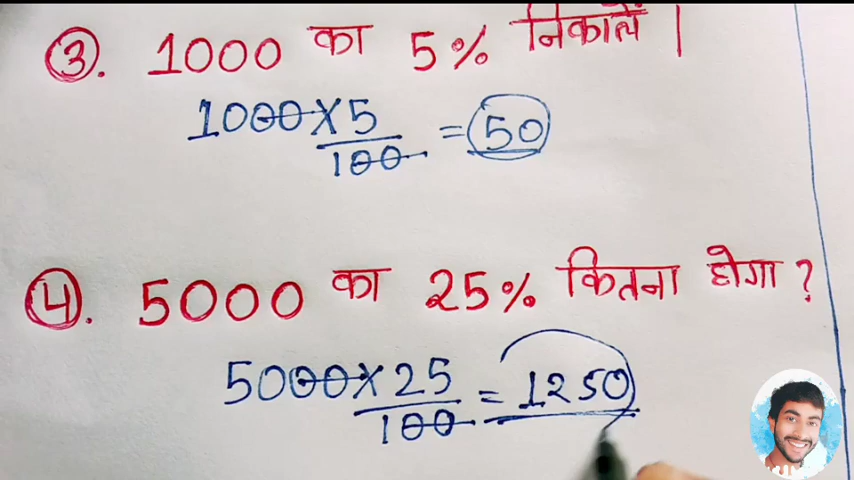 ③. 1000 का 5% निकालें |
1000 × 5
100
= 50
④. 5000 का 25% कितना होगा ?
5000 × 25
100
= 1250